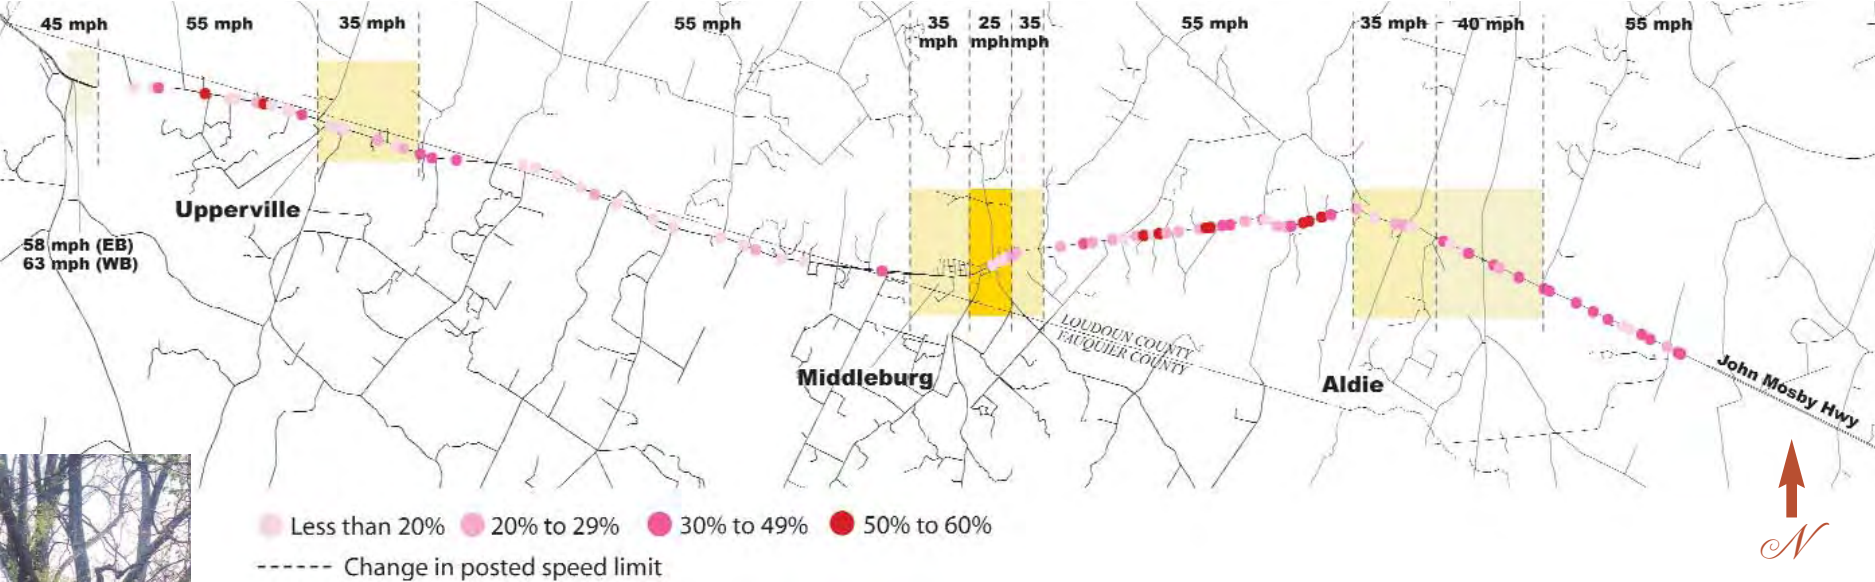 45 mph
55 mph
35 mph
55 mph
35
mph
25
mph
35
mph
55 mph
35 mph
40 mph
55 mph
Upperville
58 mph (EB)
63 mph (WB)
LOUDOUN COUNTY
FAUQUIER COUNTY
Middleburg
Aldie
John Mosby Hwy
Less than 20%
20% to 29%
30% to 49%
50% to 60%
Change in posted speed limit
N